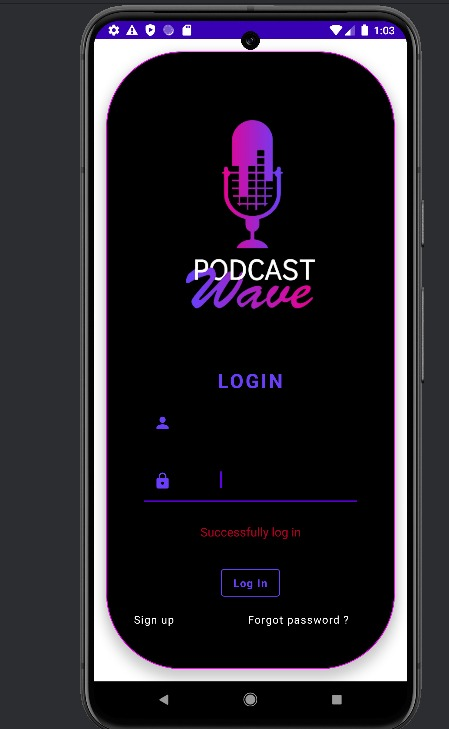 1:03
PODCAST
Wave
LOGIN
Successfully log in
Log In
Sign up Forgot password ?